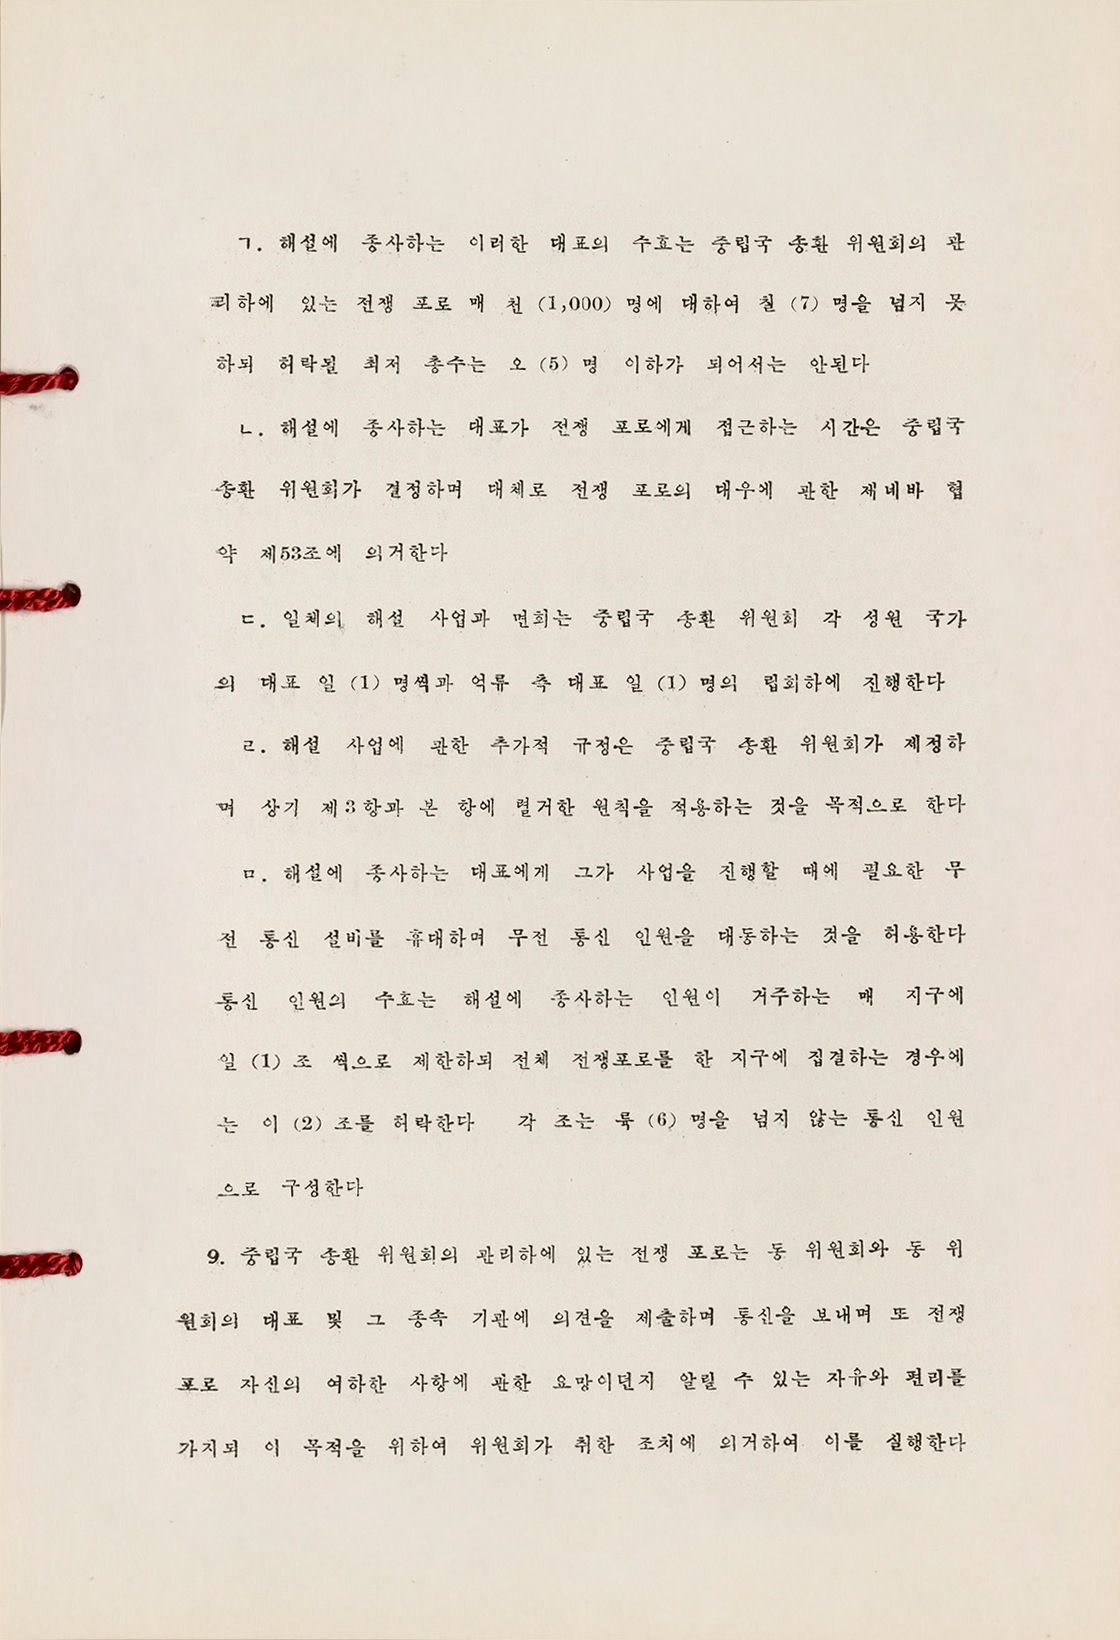 ㄱ. 해설에 종사하는 이러한 대표의 수효는 중립국 송환 위원회의 관
리하에 있는 전쟁 포로 매 천 (1,000) 명에 대하여 칠 (7) 명을 넘지 못
하되 허락될 최저 총수는 오 (5) 명 이하가 되어서는 안된다
ㄴ. 해설에 종사하는 대표가 전쟁 포로에게 접근하는 시간은 중립국
송환 위원회가 결정하며 대체로 전쟁 포로의 대우에 관한 재네바 협
약 제53조에 의거한다
ㄷ. 일체의 해설 사업과 면회는 중립국 송환 위원회 각 성원 국가
의 대표 일 (1) 명씩과 억류 측 대표 일 (1) 명의 립회하에 진행한다
ㄹ. 해설 사업에 관한 추가적 규정은 중립국 송환 위원회가 제정하
며 상기 제3항과 본 항에 렬거한 원칙을 적용하는 것을 목적으로 한다
ㅁ. 해설에 종사하는 대표에게 그가 사업을 진행할 때에 필요한 무
전 통신 설비를 휴대하며 무전 통신 인원을 대동하는 것을 허용한다
통신 인원의 수효는 해설에 종사하는 인원이 거주하는 매 지구에
일 (1) 조 씩으로 제한하되 전체 전쟁포로를 한 지구에 집결하는 경우에
는 이 (2) 조를 허락한다 각 조는 륙 (6) 명을 넘지 않는 통신 인원
으로 구성한다
9. 중립국 송환 위원회의 관리하에 있는 전쟁 포로는 동 위원회와 동 위
원회의 대표 및 그 종속 기관에 의견을 제출하며 통신을 보내며 또 전쟁
포로 자신의 여하한 사항에 관한 요망이던지 알릴 수 있는 자유와 편리를
가지되 이 목적을 위하여 위원회가 취한 조치에 의거하여 이를 실행한다